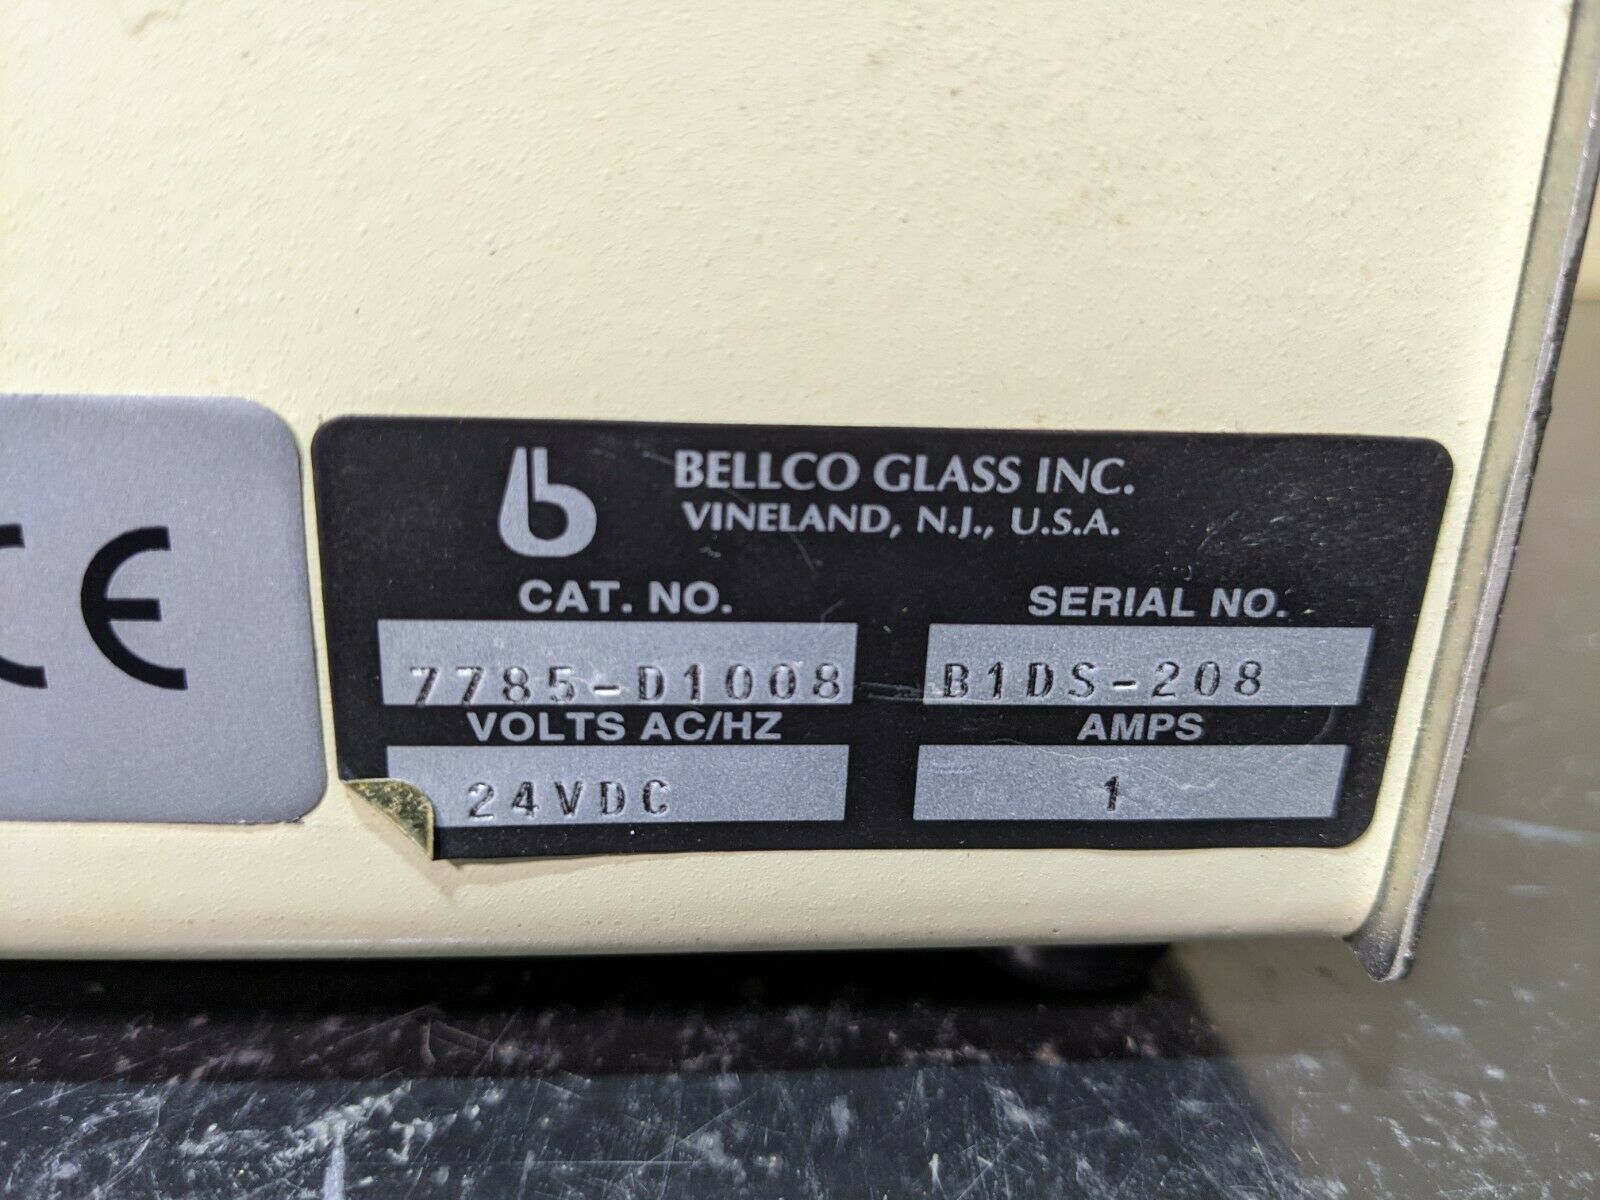 CE
b
BELLCO GLASS INC.
VINELAND, N.J., U.S.A.
CAT. NO. SERIAL NO.
7785-D1008 B1DS-208
VOLTS AC/HZ AMPS
24VDC 1